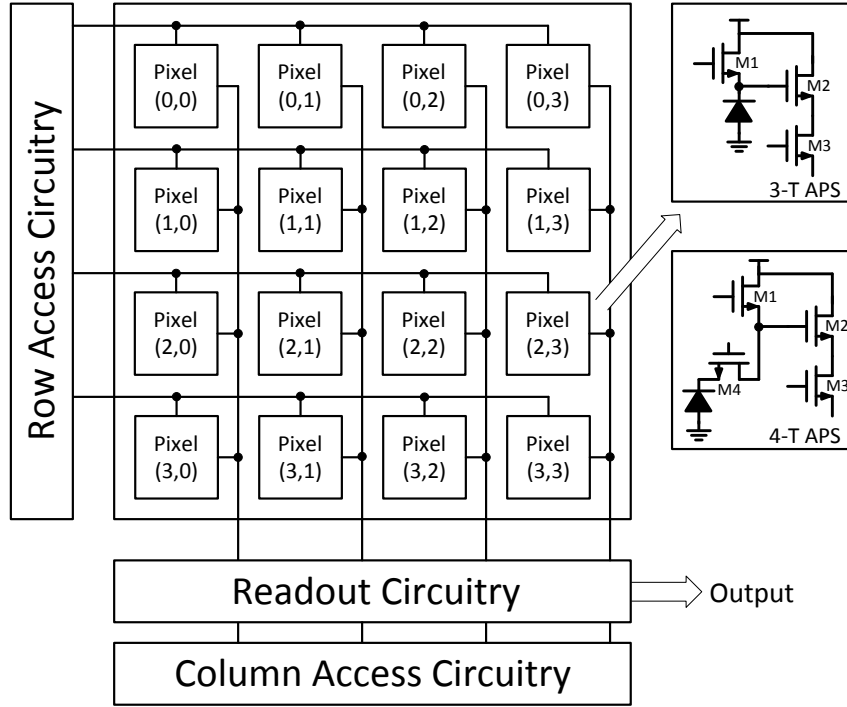 Row Access Circuitry
Pixel
(0,0)
Pixel
(0,1)
Pixel
(0,2)
Pixel
(0,3)
Pixel
(1,0)
Pixel
(1,1)
Pixel
(1,2)
Pixel
(1,3)
Pixel
(2,0)
Pixel
(2,1)
Pixel
(2,2)
Pixel
(2,3)
Pixel
(3,0)
Pixel
(3,1)
Pixel
(3,2)
Pixel
(3,3)
M1
M2
M3
3-T APS
M1
M2
M4
M3
4-T APS
Readout Circuitry
Output
Column Access Circuitry